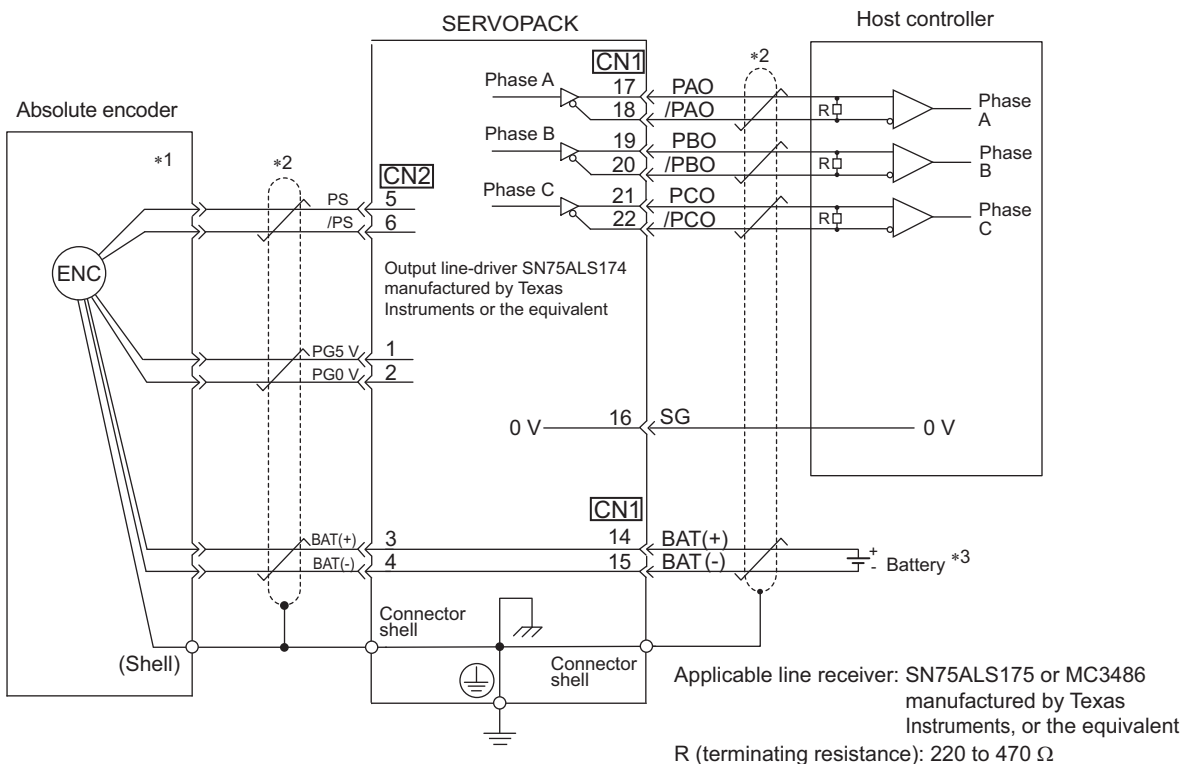 SERVOPACK
Host controller
Absolute encoder
*1
*2
CN2
PS 5
/PS 6
ENC
PG5 V 1
PG0 V 2
BAT(+) 3
BAT(-) 4
(Shell)
Connector
shell
Output line-driver SN75ALS174
manufactured by Texas
Instruments or the equivalent
CN1
*2
Phase A
17 PAO
18 /PAO
R
Phase
A
Phase B
19 PBO
20 /PBO
R
Phase
B
Phase C
21 PCO
22 /PCO
R
Phase
C
0 V 16 SG 0 V
CN1
14 BAT(+)
15 BAT(-)
+
-
Battery *3
Connector
shell
Applicable line receiver: SN75ALS175 or MC3486
manufactured by Texas
Instruments, or the equivalent
R (terminating resistance): 220 to 470 Ω